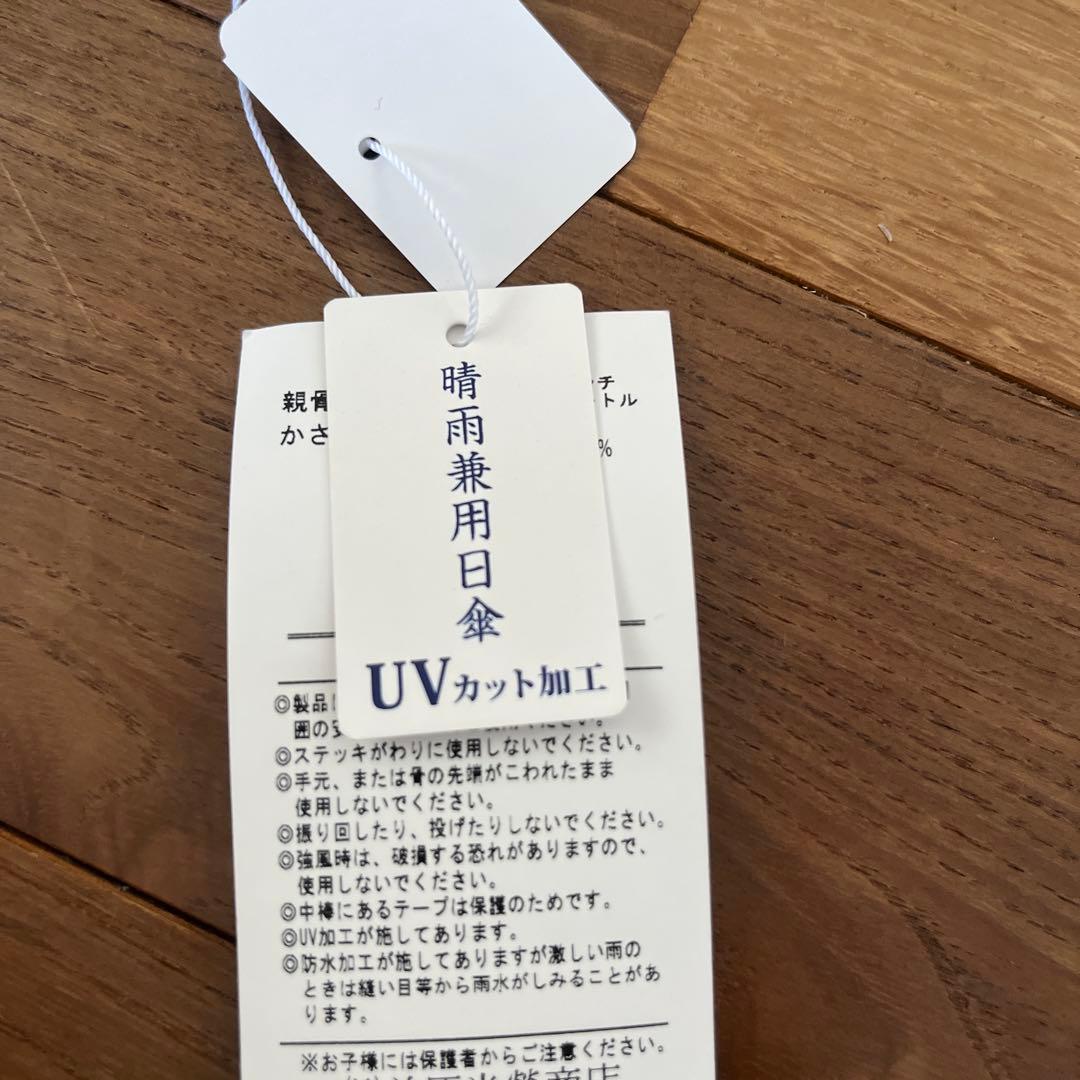 晴雨兼用日傘
UVカット加工
親骨
チ
かさ
トル
%
◎製品
囲の
ください。
◎ステッキがわりに使用しないでください。
◎手元、または骨の先端がこわれたまま
使用しないでください。
◎振り回したり、投げたりしないでください。
◎強風時は、破損する恐れがありますので、
使用しないでください。
◎中棒にあるテープは保護のためです。
◎UV加工が施してあります。
◎防水加工が施してありますが激しい雨の
ときは縫い目等から雨水がしみることがあ
ります。
※お子様には保護者からご注意ください。